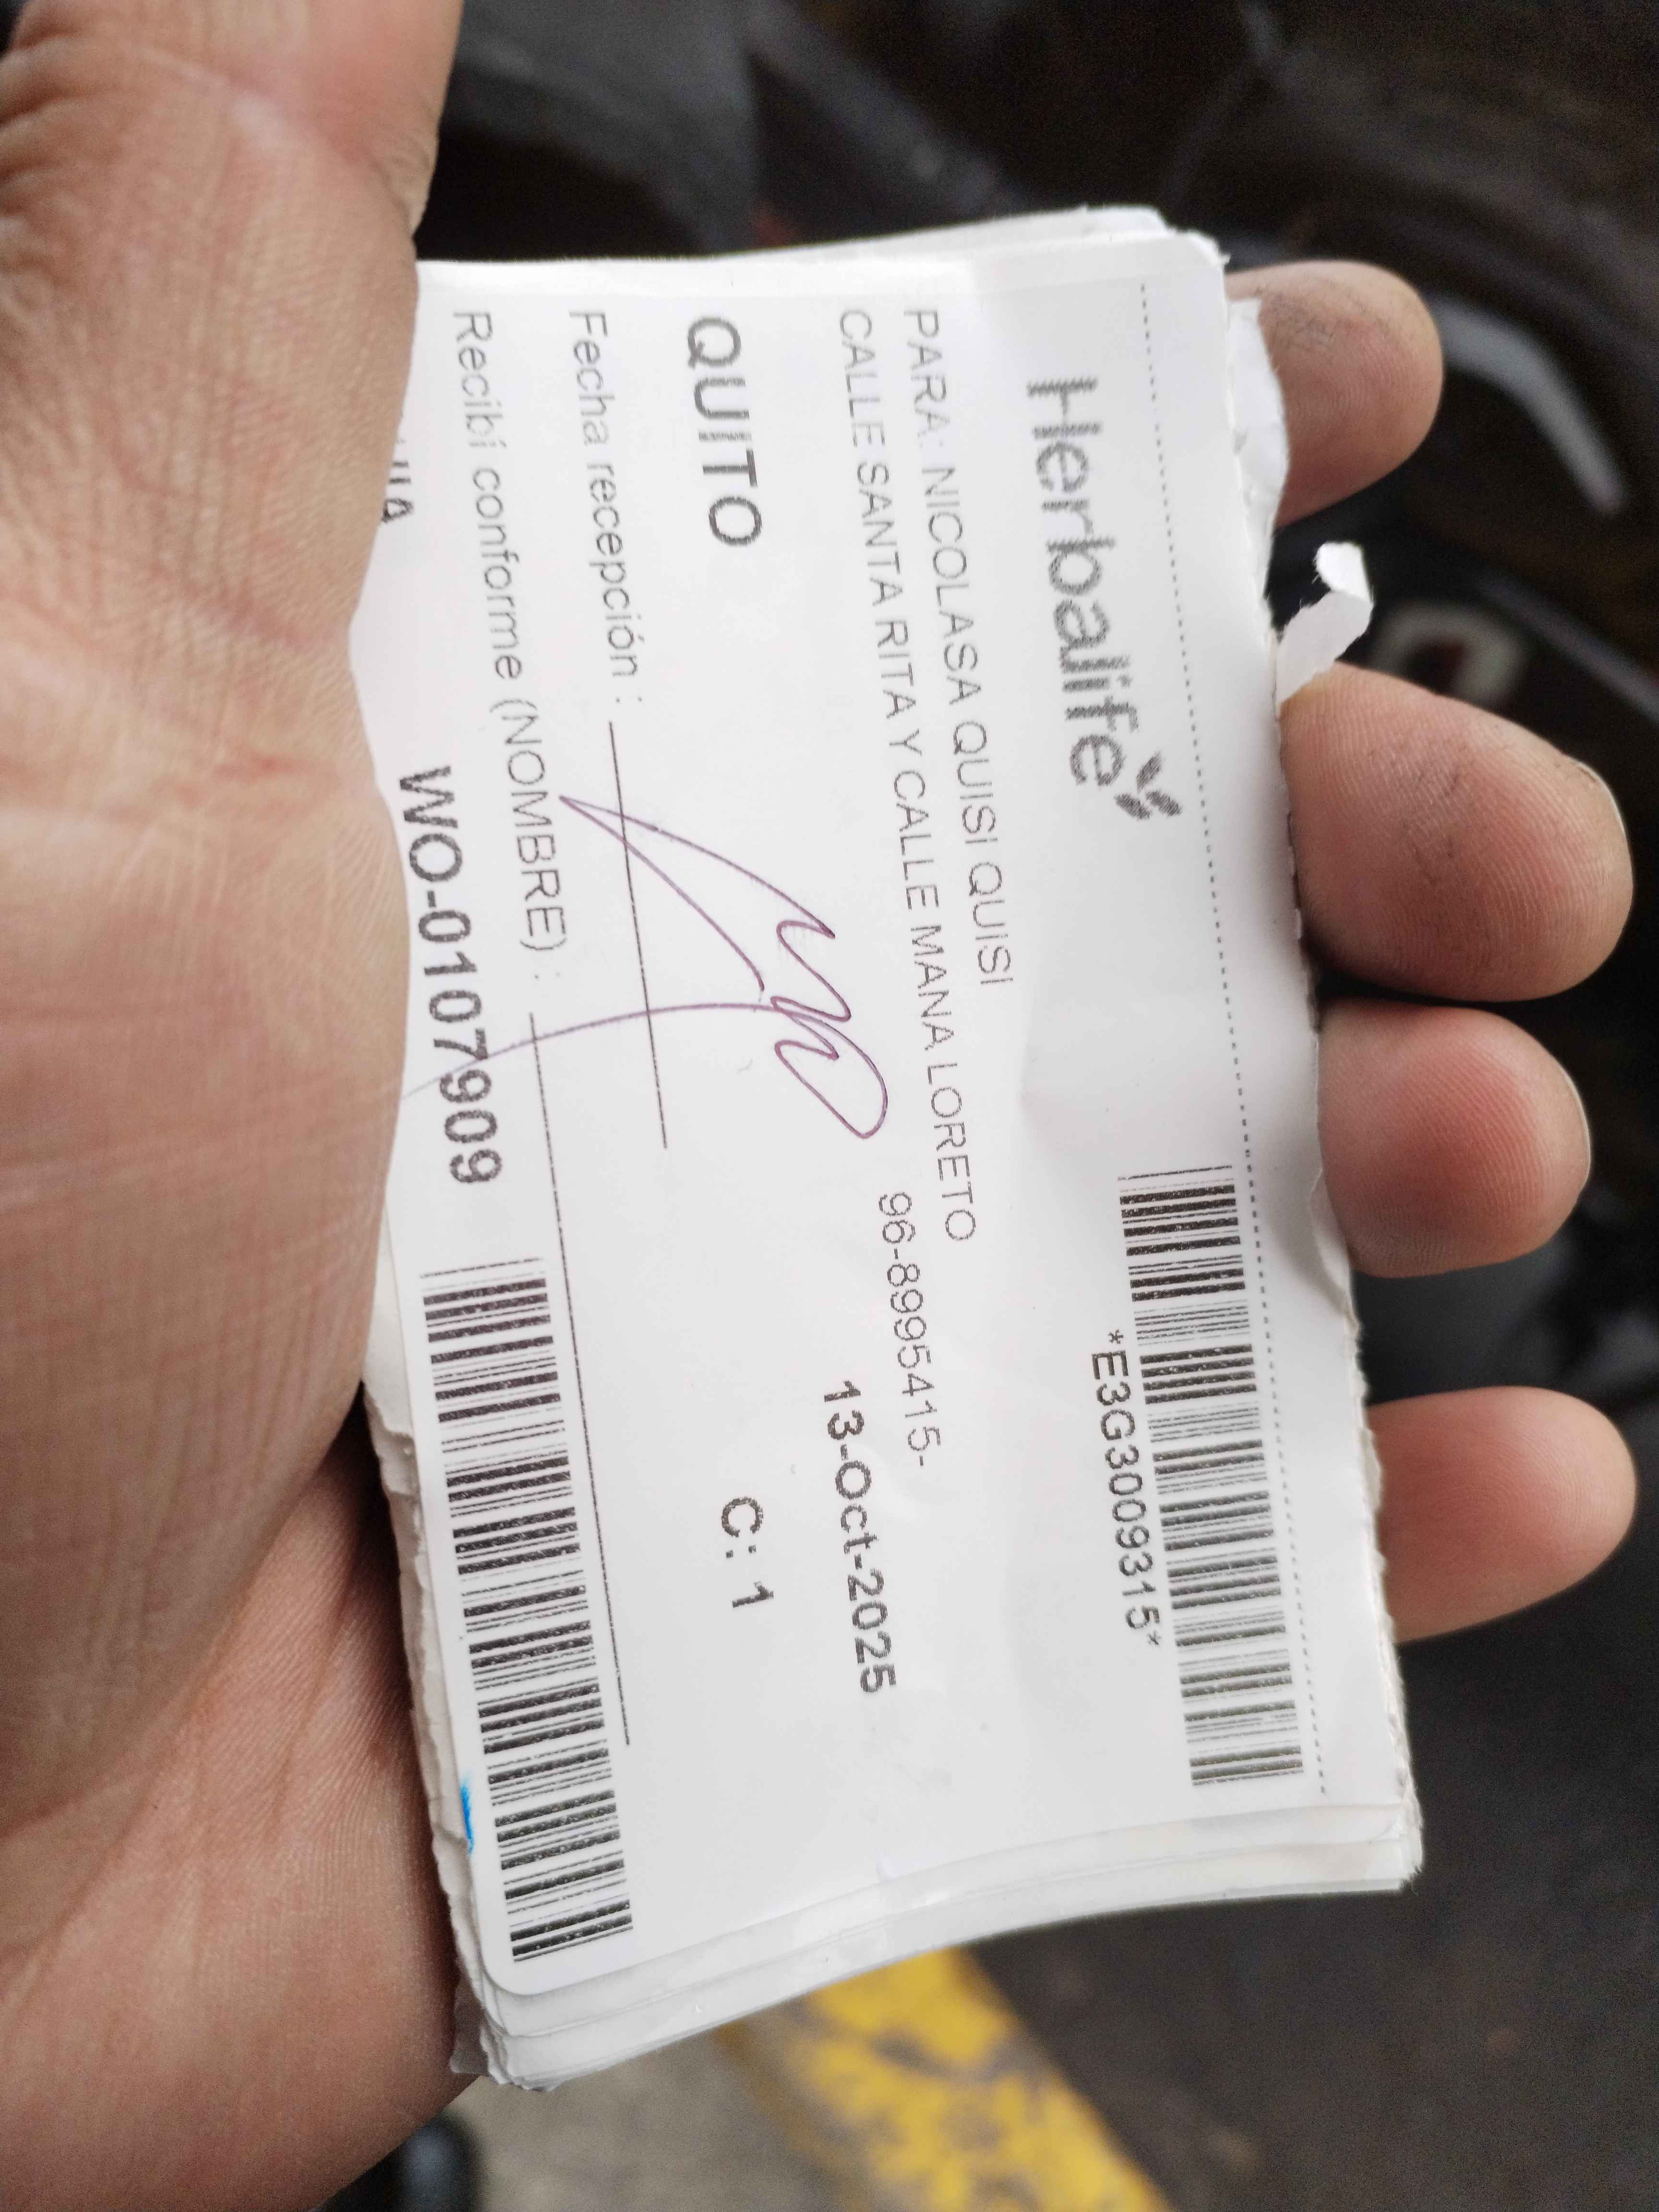 Herbalife
*E3G3009315*
PARA: NICOLASA QUISI QUISI
CALLE SANTA RITA Y CALLE MANA LORETO
96-8995415-
13-Oct-2025
QUITO
C: 1
Fecha recepción :
Recibí conforme (NOMBRE) :
WO-0107909